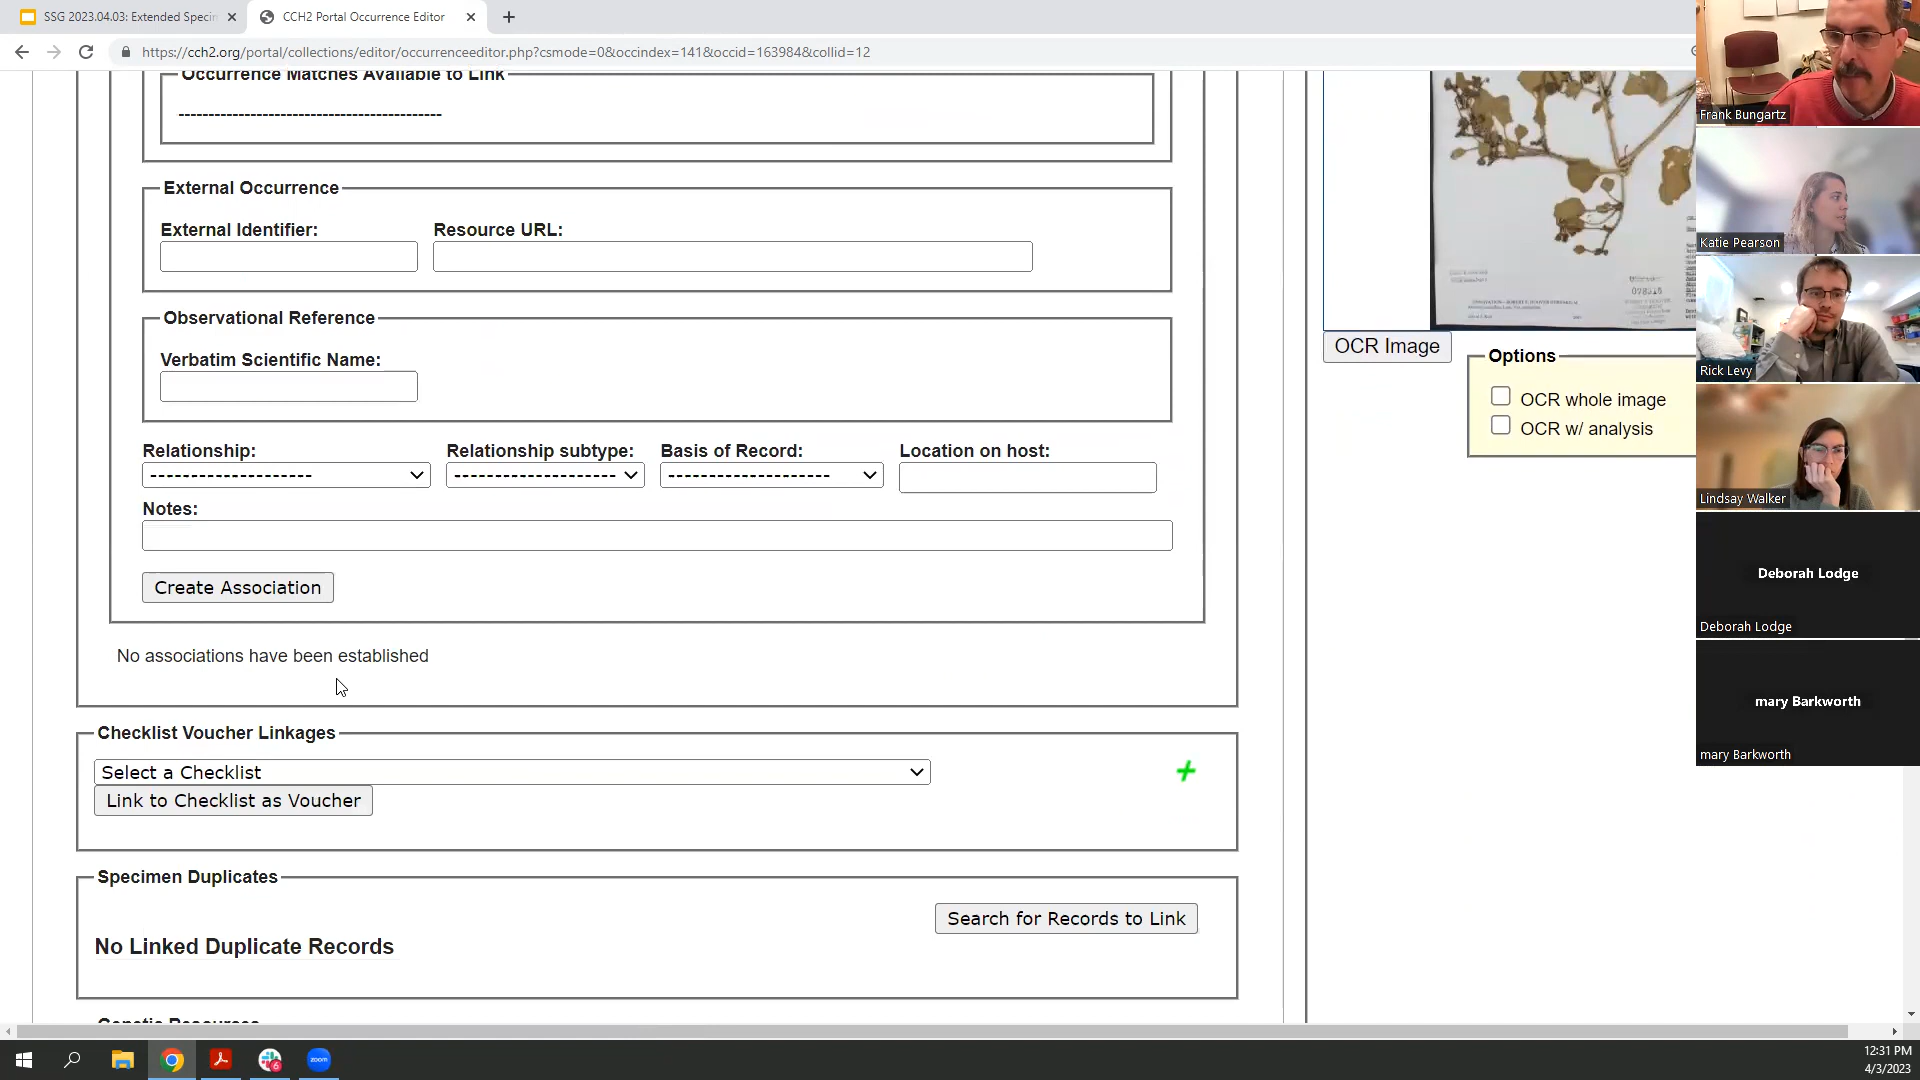 SSG 2023.04.03: Extended Speci
CCH2 Portal Occurrence Editor
https://cch2.org/portal/collections/editor/occurrenceeditor.php?csmode=0&occindex=141&occid=163984&collid=12
Occurrence Matches Available to Link
--------------------------------------------
External Occurrence
External Identifier: Resource URL:
Observational Reference
Verbatim Scientific Name:
Relationship: Relationship subtype: Basis of Record: Location on host:
-------------------- -------------------- --------------------
Notes:
Create Association
No associations have been established
Checklist Voucher Linkages
Select a Checklist
Link to Checklist as Voucher
Specimen Duplicates
Search for Records to Link
No Linked Duplicate Records
Genetic Resources
OCR Image
Options
OCR whole image
OCR w/ analysis
Frank Bungartz
Katie Pearson
Rick Levy
Lindsay Walker
Deborah Lodge
Deborah Lodge
mary Barkworth
mary Barkworth
zoom
6
12:31 PM
4/3/2023